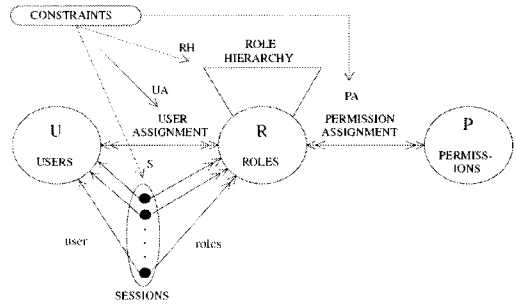 CONSTRAINTS
RH
ROLE
HIERARCHY
UA
PA
USER
ASSIGNMENT
PERMISSION
ASSIGNMENT
U
USERS
R
ROLES
P
PERMISS-
IONS
S
user
roles
SESSIONS